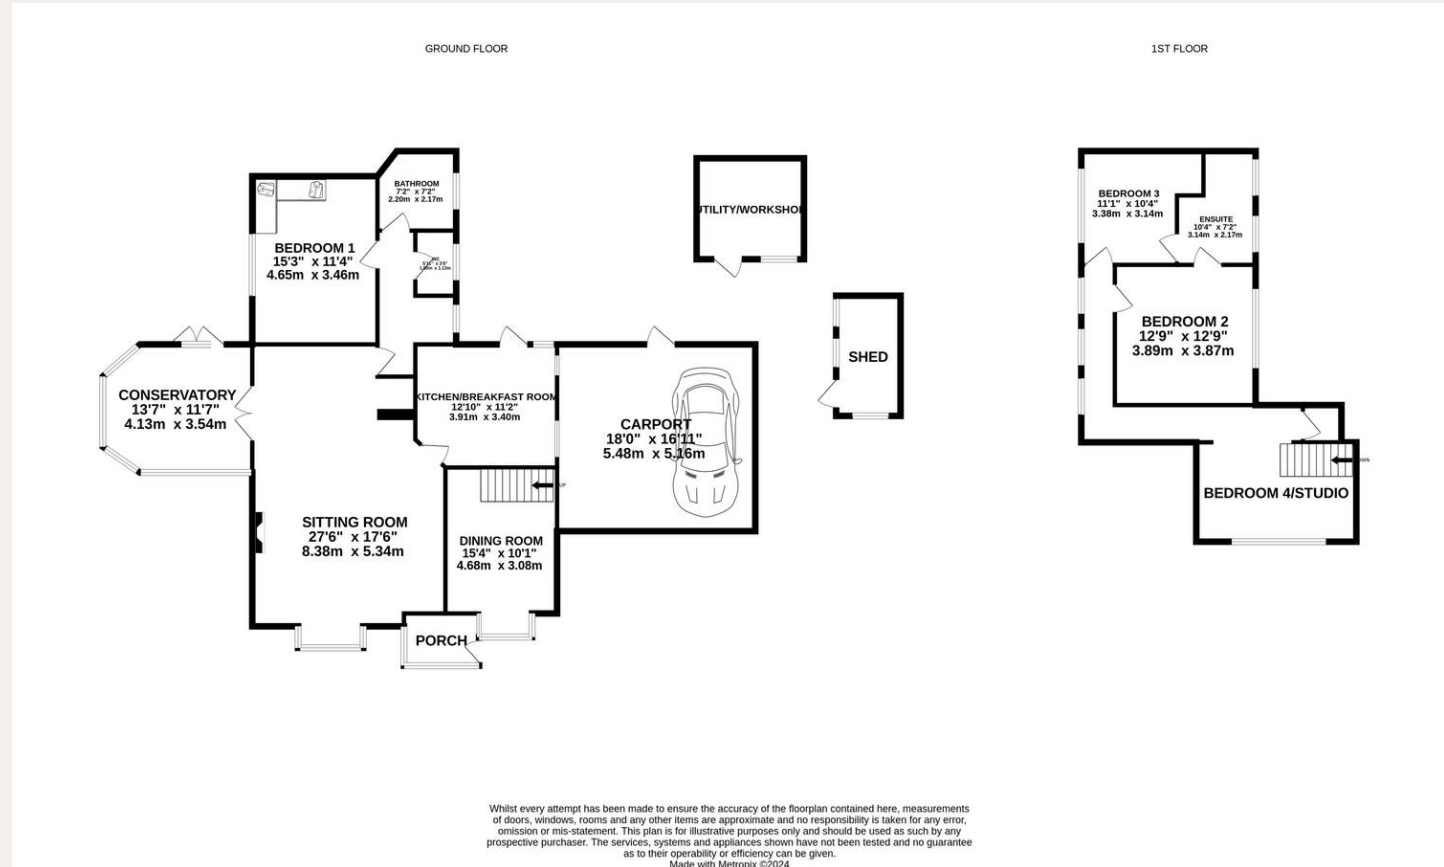 GROUND FLOOR
1ST FLOOR
BATHROOM
7'2" x 7'2"
2.20m x 2.17m
BEDROOM 1
15'3" x 11'4"
4.65m x 3.46m
WC
CONSERVATORY
13'7" x 11'7"
4.13m x 3.54m
KITCHEN/BREAKFAST ROOM
12'10" x 11'2"
3.91m x 3.40m
CARPORT
18'0" x 16'11"
5.48m x 5.16m
UP
SITTING ROOM
27'6" x 17'6"
8.38m x 5.34m
DINING ROOM
15'4" x 10'1"
4.68m x 3.08m
PORCH
UTILITY/WORKSHOP
SHED
BEDROOM 3
11'1" x 10'4"
3.38m x 3.14m
ENSUITE
10'4" x 7'2"
3.14m x 2.17m
BEDROOM 2
12'9" x 12'9"
3.89m x 3.87m
DOWN
BEDROOM 4/STUDIO
Whilst every attempt has been made to ensure the accuracy of the floorplan contained here, measurements
of doors, windows, rooms and any other items are approximate and no responsibility is taken for any error,
omission or mis-statement. This plan is for illustrative purposes only and should be used as such by any
prospective purchaser. The services, systems and appliances shown have not been tested and no guarantee
as to their operability or efficiency can be given.
Made with Metropix ©2024